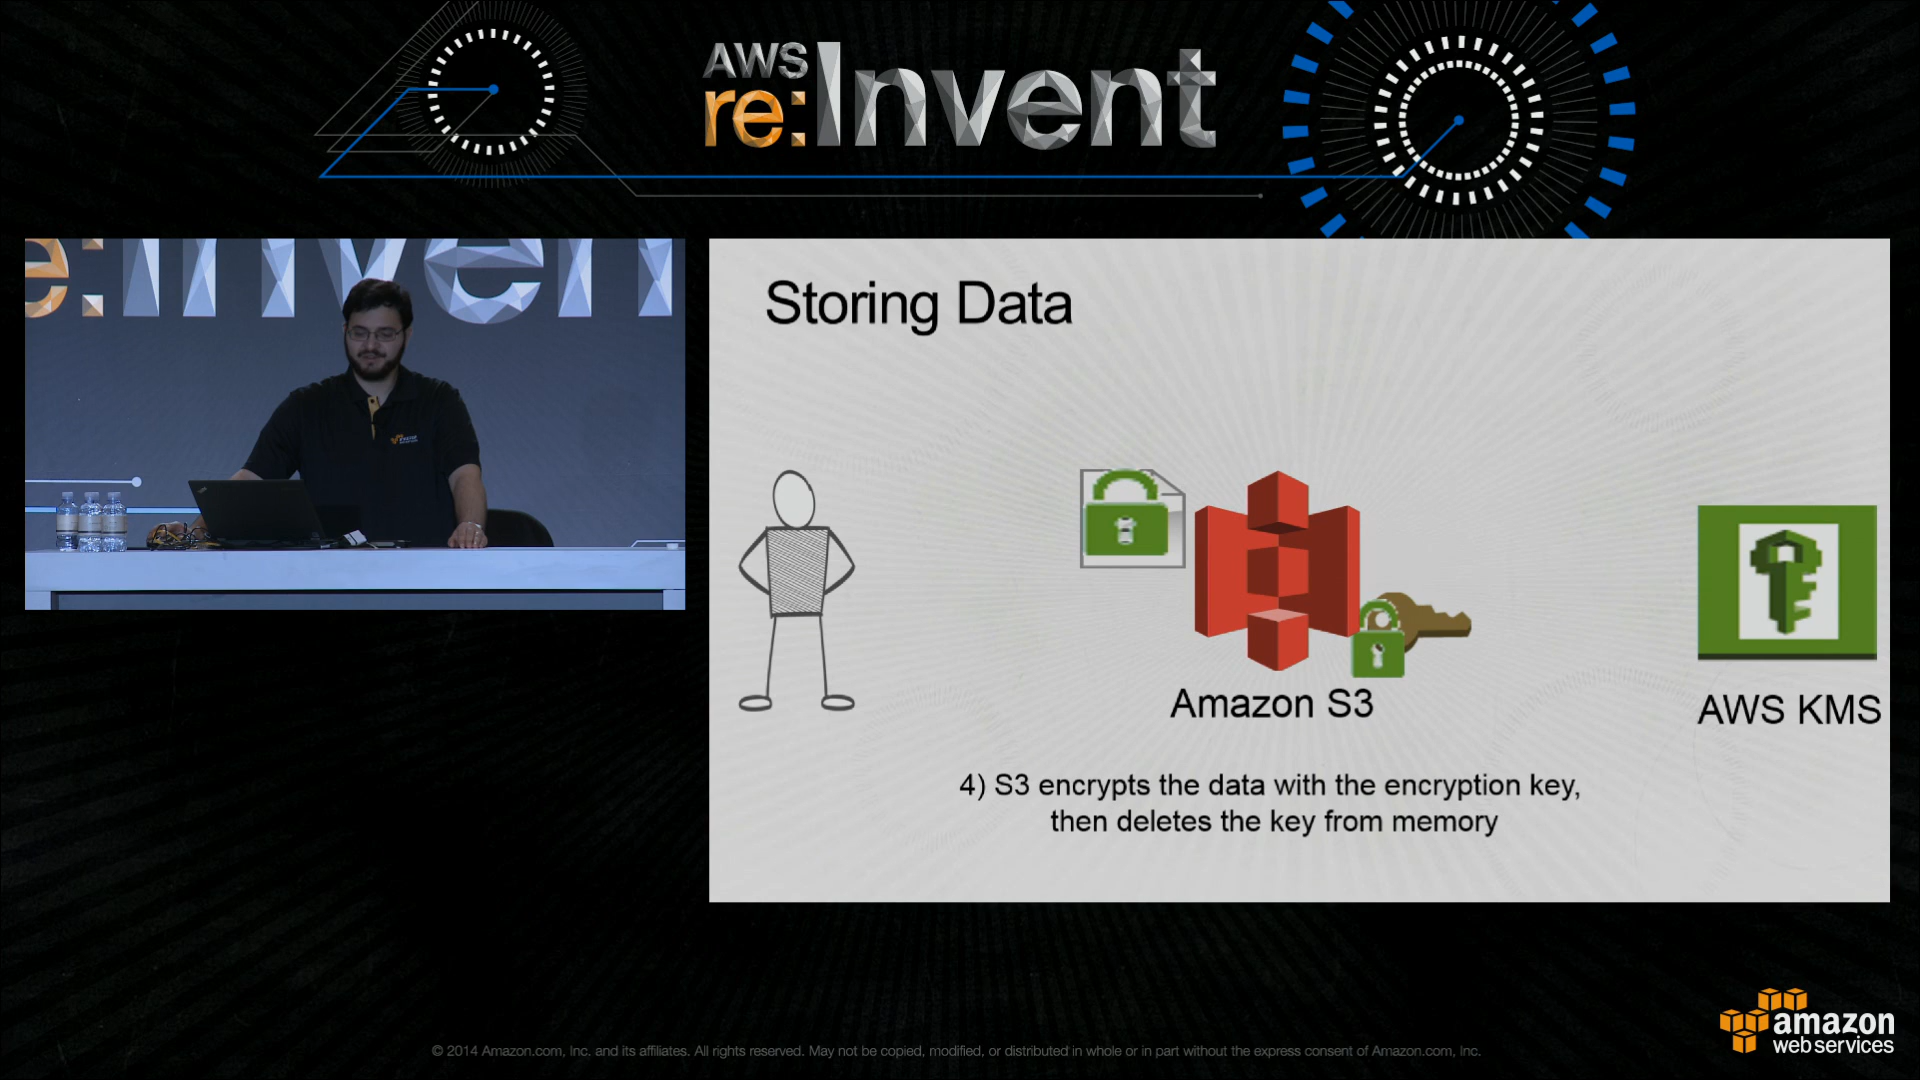 AWS
re:Invent
e:Inven
Storing Data
Amazon S3
AWS KMS
4) S3 encrypts the data with the encryption key,
then deletes the key from memory
amazon
web services
© 2014 Amazon.com, Inc. and its affiliates. All rights reserved. May not be copied, modified, or distributed in whole or in part without the express consent of Amazon.com, Inc.